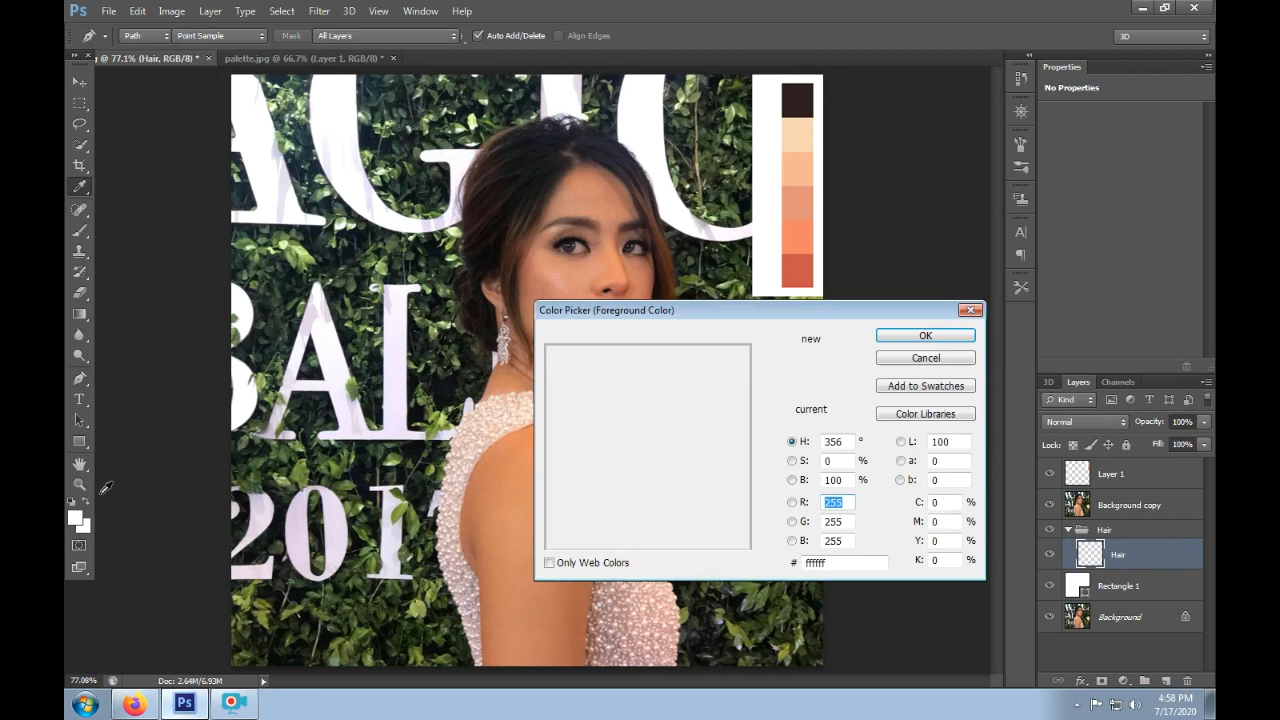 Ps File Edit Image Layer Type Select Filter 3D View Window Help
Path Point Sample Mask All Layers Auto Add/Delete Align Edges 3D
g @ 77.1% (Hair, RGB/8) * × palette.jpg @ 66.7% (Layer 1, RGB/8) * ×
Properties
No Properties
AGIC
BALL
201
Color Picker (Foreground Color)
new
OK
Cancel
Add to Swatches
current
Color Libraries
H: 356 ° L: 100
S: 0 % a: 0
B: 100 % b: 0
R: 255 C: 0 %
G: 255 M: 0 %
B: 255 Y: 0 %
# ffffff K: 0 %
Only Web Colors
3D Layers Channels
Kind
Normal Opacity: 100%
Lock: Fill: 100%
Layer 1
Background copy
Hair
Hair
Rectangle 1
Background
77.08% Doc: 2.64M/6.93M
Ps
4:58 PM
7/17/2020